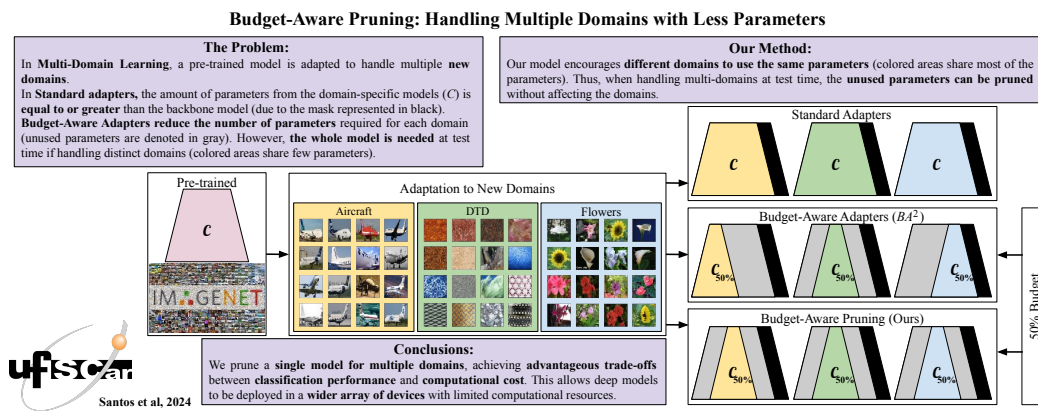 Budget-Aware Pruning: Handling Multiple Domains with Less Parameters
The Problem:
In Multi-Domain Learning, a pre-trained model is adapted to handle multiple new
domains.
In Standard adapters, the amount of parameters from the domain-specific models (C) is
equal to or greater than the backbone model (due to the mask represented in black).
Budget-Aware Adapters reduce the number of parameters required for each domain
(unused parameters are denoted in gray). However, the whole model is needed at test
time if handling distinct domains (colored areas share few parameters).
Our Method:
Our model encourages different domains to use the same parameters (colored areas share most of the
parameters). Thus, when handling multi-domains at test time, the unused parameters can be pruned
without affecting the domains.
Pre-trained
C
IMAGENET
Adaptation to New Domains
Aircraft
DTD
Flowers
Standard Adapters
C
C
C
Budget-Aware Adapters (BA²)
C50%
C50%
C50%
Budget-Aware Pruning (Ours)
C50%
C50%
C50%
50% Budget
Conclusions:
We prune a single model for multiple domains, achieving advantageous trade-offs
between classification performance and computational cost. This allows deep models
to be deployed in a wider array of devices with limited computational resources.
ufscar
Santos et al, 2024